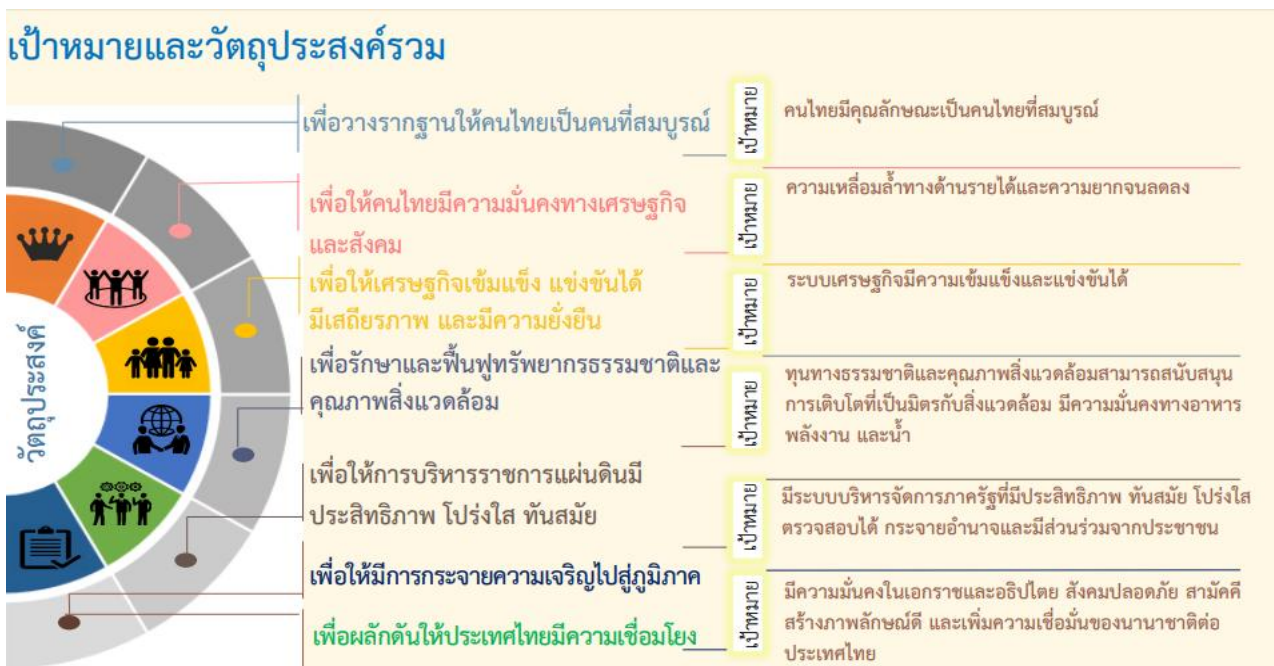 เป้าหมายและวัตถุประสงค์รวม
วัตถุประสงค์
เพื่อวางรากฐานให้คนไทยเป็นคนที่สมบูรณ์
เป้าหมาย
คนไทยมีคุณลักษณะเป็นคนไทยที่สมบูรณ์
เพื่อให้คนไทยมีความมั่นคงทางเศรษฐกิจ
และสังคม
เป้าหมาย
ความเหลื่อมล้ำทางด้านรายได้และความยากจนลดลง
เพื่อให้เศรษฐกิจเข้มแข็ง แข่งขันได้
มีเสถียรภาพ และมีความยั่งยืน
เป้าหมาย
ระบบเศรษฐกิจมีความเข้มแข็งและแข่งขันได้
เพื่อรักษาและฟื้นฟูทรัพยากรธรรมชาติและ
คุณภาพสิ่งแวดล้อม
เป้าหมาย
ทุนทางธรรมชาติและคุณภาพสิ่งแวดล้อมสามารถสนับสนุน
การเติบโตที่เป็นมิตรกับสิ่งแวดล้อม มีความมั่นคงทางอาหาร
พลังงาน และน้ำ
เพื่อให้การบริหารราชการแผ่นดินมี
ประสิทธิภาพ โปร่งใส ทันสมัย
เป้าหมาย
มีระบบบริหารจัดการภาครัฐที่มีประสิทธิภาพ ทันสมัย โปร่งใส
ตรวจสอบได้ กระจายอำนาจและมีส่วนร่วมจากประชาชน
เพื่อให้มีการกระจายความเจริญไปสู่ภูมิภาค
เพื่อผลักดันให้ประเทศไทยมีความเชื่อมโยง
เป้าหมาย
มีความมั่นคงในเอกราชและอธิปไตย สังคมปลอดภัย สามัคคี
สร้างภาพลักษณ์ดี และเพิ่มความเชื่อมั่นของนานาชาติต่อ
ประเทศไทย